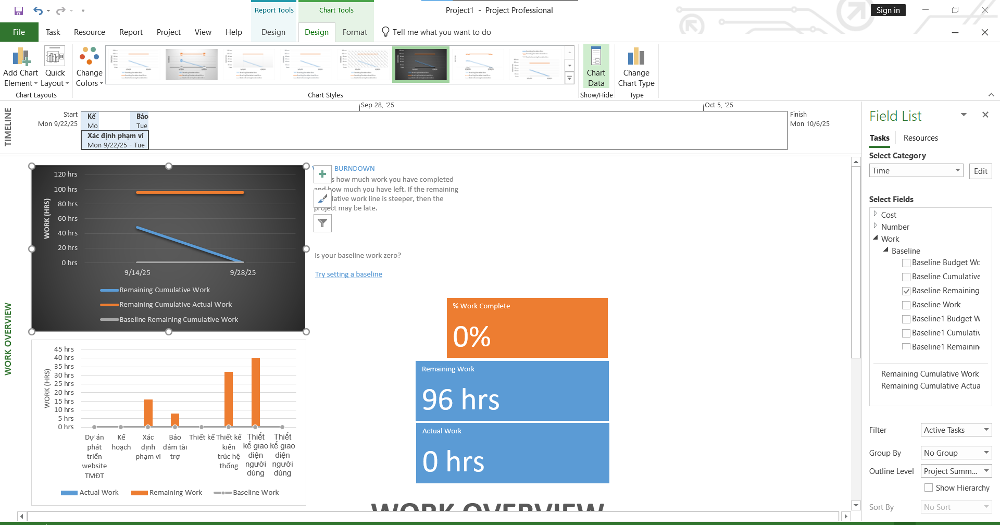 Report Tools
Chart Tools
Project1  -  Project Professional
Sign in
File
Task
Resource
Report
Project
View
Help
Design
Design
Format
Tell me what you want to do
Add Chart
Element
Quick
Layout
Change
Colors
Chart
Data
Change
Chart Type
Chart Layouts
Chart Styles
Show/Hide
Type
TIMELINE
Start
Mon 9/22/25
Sep 28, '25
Oct 5, '25
Kế
Mo
Bảo
Tue
Xác định phạm vi
Mon 9/22/25 - Tue
Finish
Mon 10/6/25
WORK OVERVIEW
120 hrs
100 hrs
80 hrs
60 hrs
40 hrs
20 hrs
0 hrs
WORK (HRS)
9/14/25
9/28/25
Remaining Cumulative Work
Remaining Cumulative Actual Work
Baseline Remaining Cumulative Work
BURNDOWN
how much work you have completed
and how much you have left. If the remaining
lative work line is steeper, then the
project may be late.
Is your baseline work zero?
Try setting a baseline
% Work Complete
0%
Remaining Work
96 hrs
Actual Work
0 hrs
45 hrs
40 hrs
35 hrs
30 hrs
25 hrs
20 hrs
15 hrs
10 hrs
5 hrs
0 hrs
WORK (HRS)
Dự án phát triển website TMĐT
Kế hoạch
Xác định phạm vi
Bảo đảm tài trợ
Thiết kế
Thiết kế kiến trúc hệ thống
Thiết kế giao diện người dùng
Thiết kế giao diện người dùng
Actual Work
Remaining Work
Baseline Work
WORK OVERVIEW
Field List
Tasks
Resources
Select Category
Time
Edit
Select Fields
Cost
Number
Work
Baseline
Baseline Budget Wo
Baseline Cumulative
Baseline Remaining
Baseline Work
Baseline1 Budget W
Baseline1 Cumulativ
Baseline1 Remaining
Remaining Cumulative Work
Remaining Cumulative Actua
Filter
Active Tasks
Group By
No Group
Outline Level
Project Summ...
Show Hierarchy
Sort By
No Sort